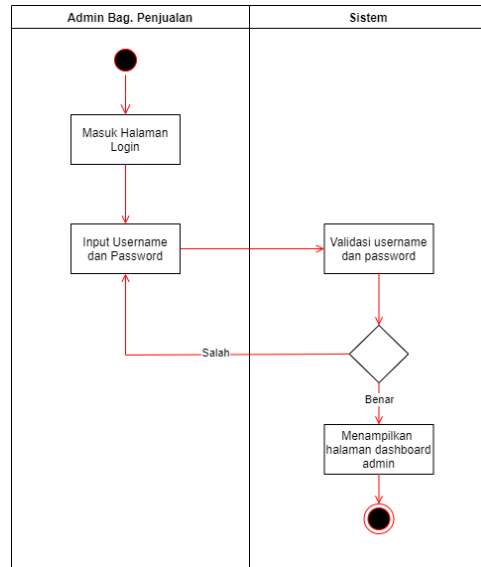 Admin Bag. Penjualan
Sistem
Masuk Halaman
Login
Input Username
dan Password
Validasi username
dan password
Salah
Benar
Menampilkan
halaman dashboard
admin